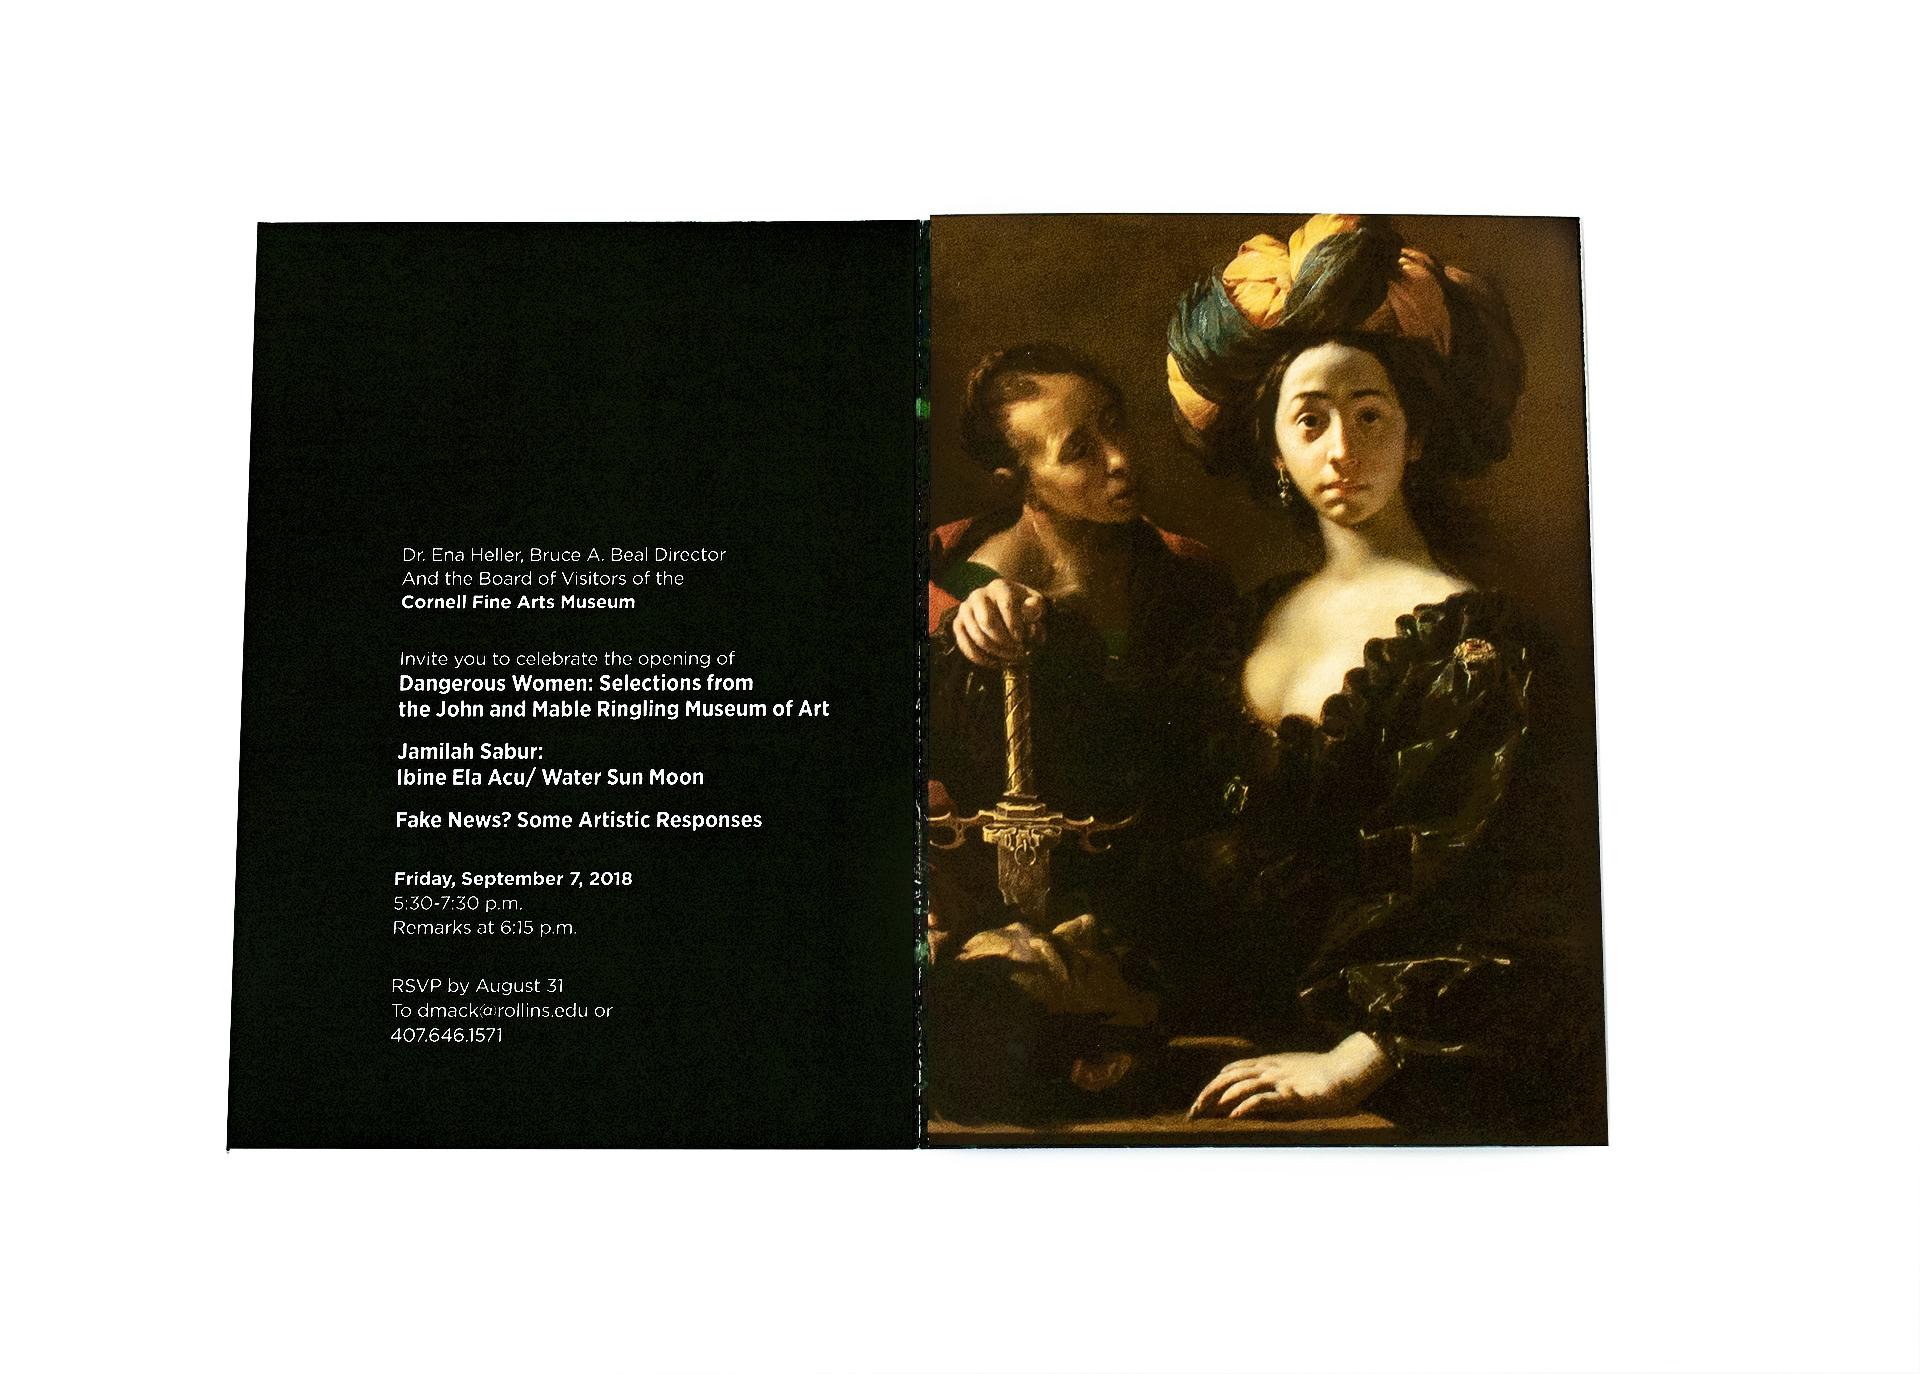 Dr. Ena Heller, Bruce A. Beal Director
And the Board of Visitors of the
Cornell Fine Arts Museum
Invite you to celebrate the opening of
Dangerous Women: Selections from
the John and Mable Ringling Museum of Art
Jamilah Sabur:
Ibine Ela Acu/ Water Sun Moon
Fake News? Some Artistic Responses
Friday, September 7, 2018
5:30-7:30 p.m.
Remarks at 6:15 p.m.
RSVP by August 31
To dmack@rollins.edu or
407.646.1571